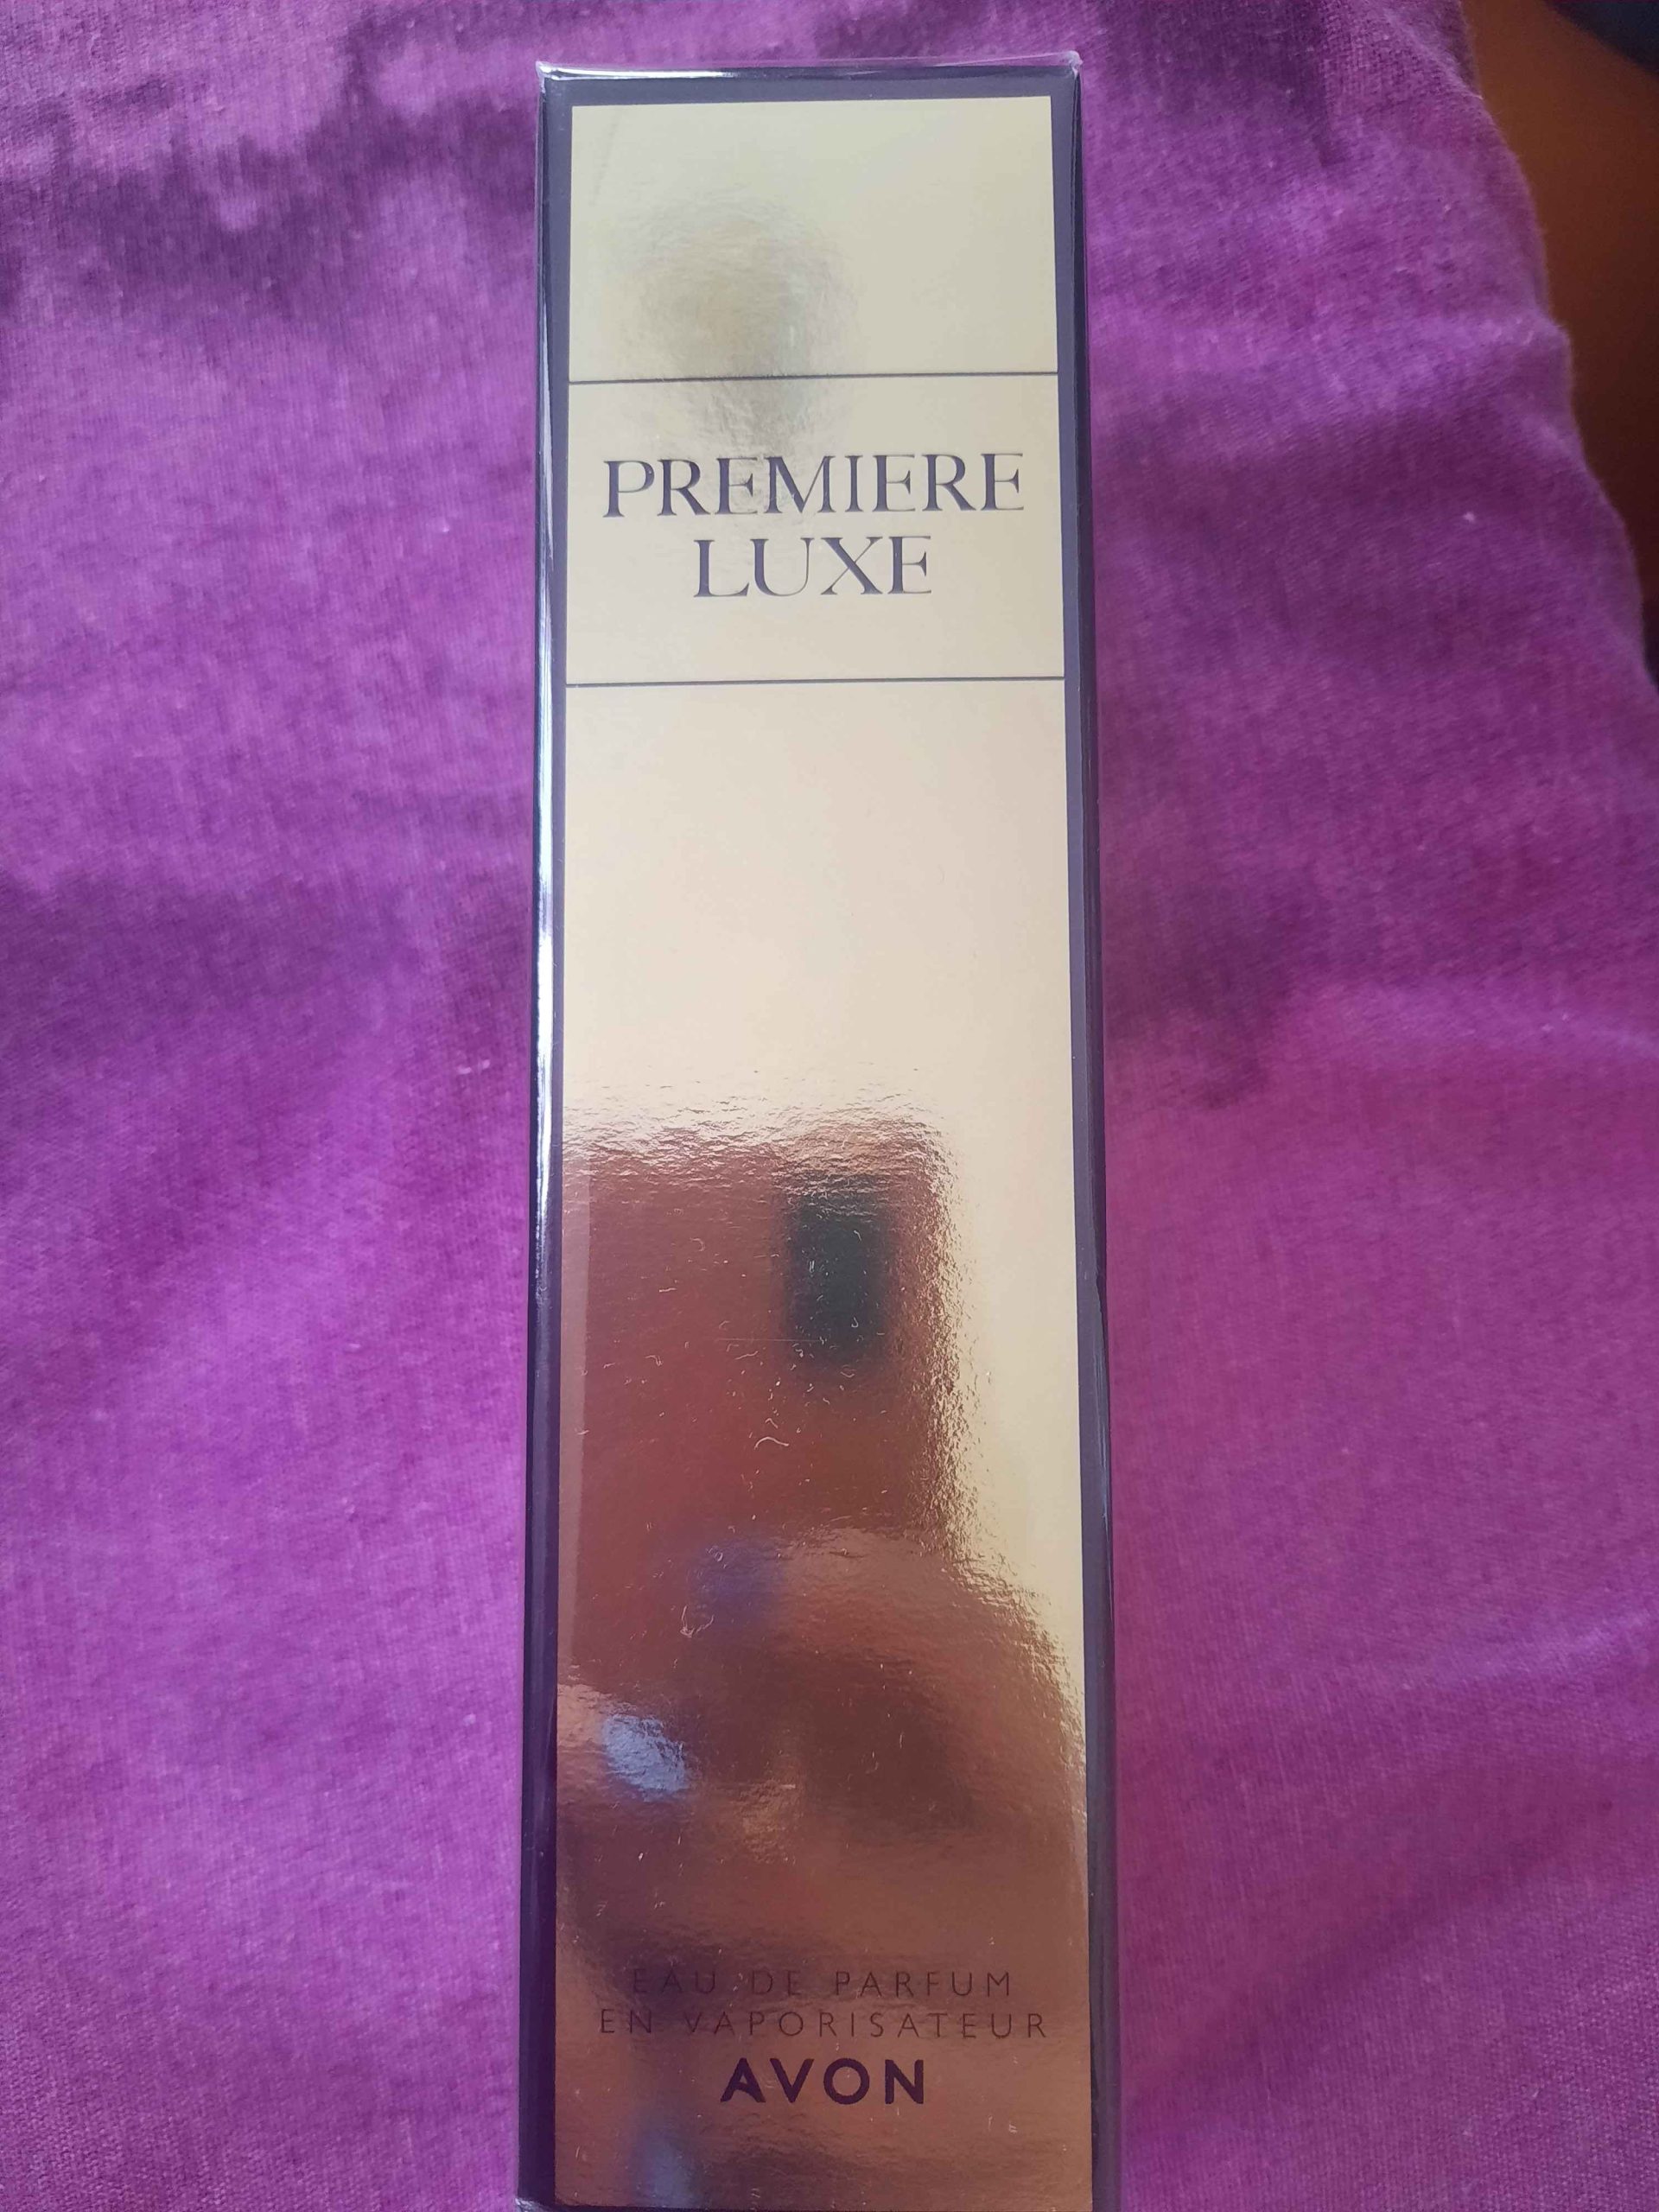 PREMIERE
LUXE
EAU DE PARFUM
EN VAPORISATEUR
AVON